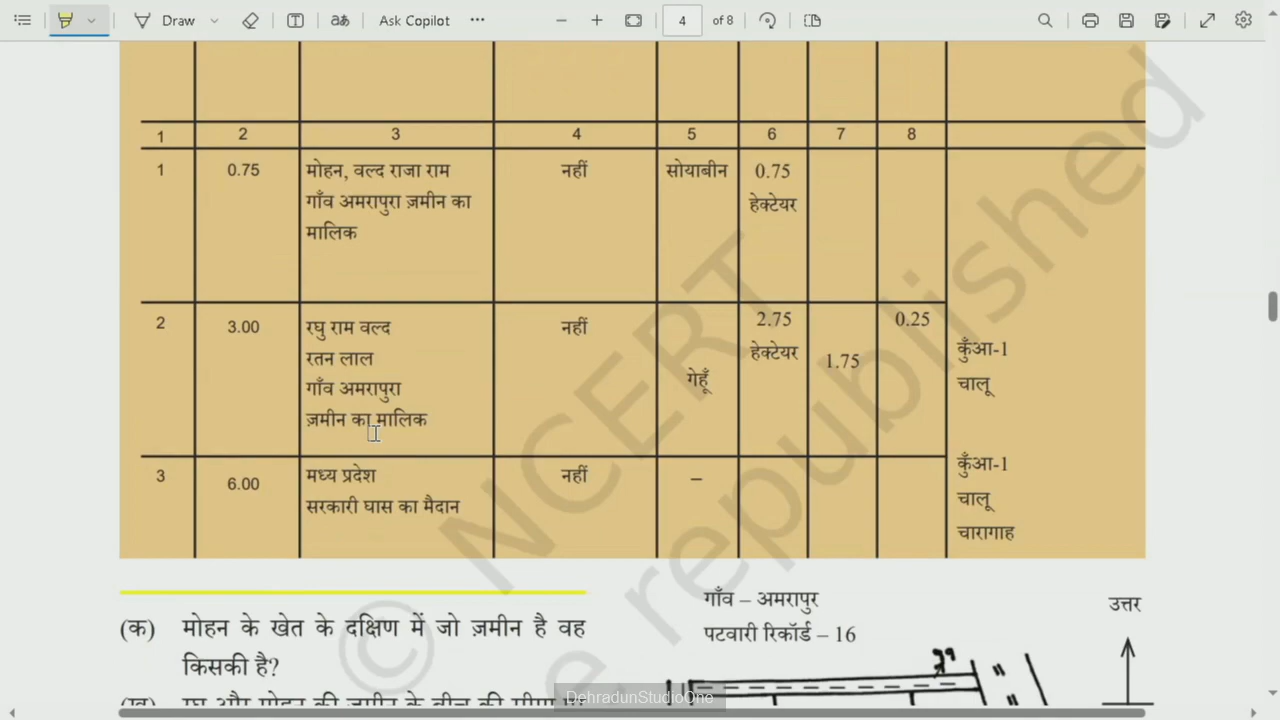 Draw
aあ
Ask Copilot
4 of 8
1 2 3 4 5 6 7 8
1 0.75 मोहन, वल्द राजा राम नहीं सोयाबीन 0.75
गाँव अमरापुरा ज़मीन का हेक्टेयर
मालिक
2 3.00 रघु राम वल्द नहीं 2.75 0.25
रतन लाल हेक्टेयर 1.75 कुँआ-1
गाँव अमरापुरा गेहूँ चालू
ज़मीन का मालिक
3 6.00 मध्य प्रदेश नहीं – कुँआ-1
सरकारी घास का मैदान चालू
चारागाह
© NCERT
e republished
(क) मोहन के खेत के दक्षिण में जो ज़मीन है वह
किसकी है?
गाँव – अमरापुर
पटवारी रिकॉर्ड – 16
उत्तर
DehradunStudioOne